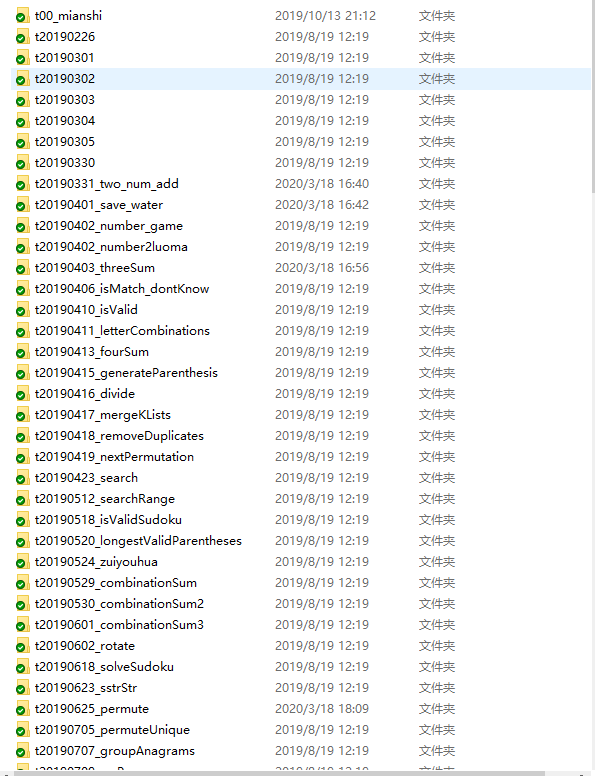 t00_mianshi 2019/10/13 21:12 文件夹
t20190226 2019/8/19 12:19 文件夹
t20190301 2019/8/19 12:19 文件夹
t20190302 2019/8/19 12:19 文件夹
t20190303 2019/8/19 12:19 文件夹
t20190304 2019/8/19 12:19 文件夹
t20190305 2019/8/19 12:19 文件夹
t20190330 2019/8/19 12:19 文件夹
t20190331_two_num_add 2020/3/18 16:40 文件夹
t20190401_save_water 2020/3/18 16:42 文件夹
t20190402_number_game 2019/8/19 12:19 文件夹
t20190402_number2luoma 2019/8/19 12:19 文件夹
t20190403_threeSum 2020/3/18 16:56 文件夹
t20190406_isMatch_dontKnow 2019/8/19 12:19 文件夹
t20190410_isValid 2019/8/19 12:19 文件夹
t20190411_letterCombinations 2019/8/19 12:19 文件夹
t20190413_fourSum 2019/8/19 12:19 文件夹
t20190415_generateParenthesis 2019/8/19 12:19 文件夹
t20190416_divide 2019/8/19 12:19 文件夹
t20190417_mergeKLists 2019/8/19 12:19 文件夹
t20190418_removeDuplicates 2019/8/19 12:19 文件夹
t20190419_nextPermutation 2019/8/19 12:19 文件夹
t20190423_search 2019/8/19 12:19 文件夹
t20190512_searchRange 2019/8/19 12:19 文件夹
t20190518_isValidSudoku 2019/8/19 12:19 文件夹
t20190520_longestValidParentheses 2019/8/19 12:19 文件夹
t20190524_zuiyouhua 2019/8/19 12:19 文件夹
t20190529_combinationSum 2019/8/19 12:19 文件夹
t20190530_combinationSum2 2019/8/19 12:19 文件夹
t20190601_combinationSum3 2019/8/19 12:19 文件夹
t20190602_rotate 2019/8/19 12:19 文件夹
t20190618_solveSudoku 2019/8/19 12:19 文件夹
t20190623_sstrStr 2019/8/19 12:19 文件夹
t20190625_permute 2020/3/18 18:09 文件夹
t20190705_permuteUnique 2019/8/19 12:19 文件夹
t20190707_groupAnagrams 2019/8/19 12:19 文件夹